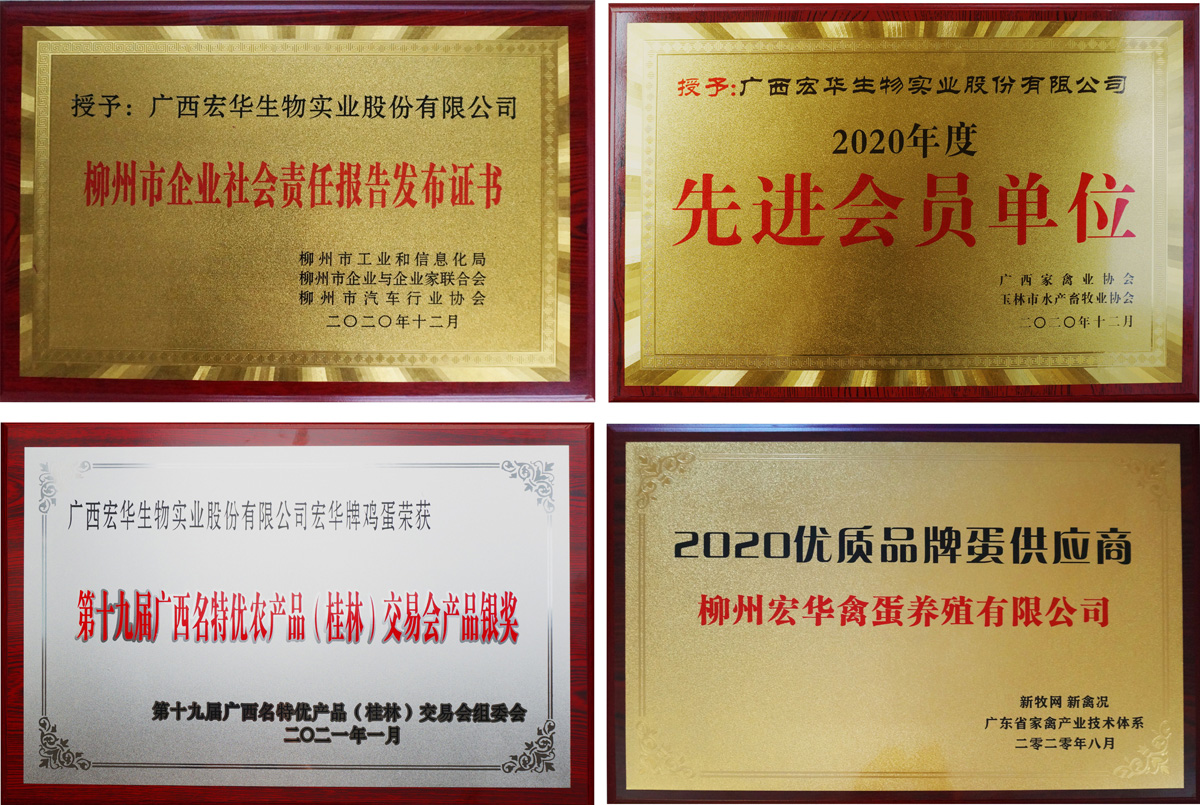 授予：广西宏华生物实业股份有限公司
柳州市企业社会责任报告发布证书
柳州市工业和信息化局
柳州市企业与企业家联合会
柳州市汽车行业协会
二〇二〇年十二月
授予:广西宏华生物实业股份有限公司
2020年度
先进会员单位
广西家禽业协会
玉林市水产畜牧业协会
二〇二〇年十二月
广西宏华生物实业股份有限公司宏华牌鸡蛋荣获
第十九届广西名特优农产品（桂林）交易会产品银奖
第十九届广西名特优产品（桂林）交易会组委会
二〇二一年一月
2020优质品牌蛋供应商
柳州宏华禽蛋养殖有限公司
新牧网 新禽况
广东省家禽产业技术体系
二零二零年八月